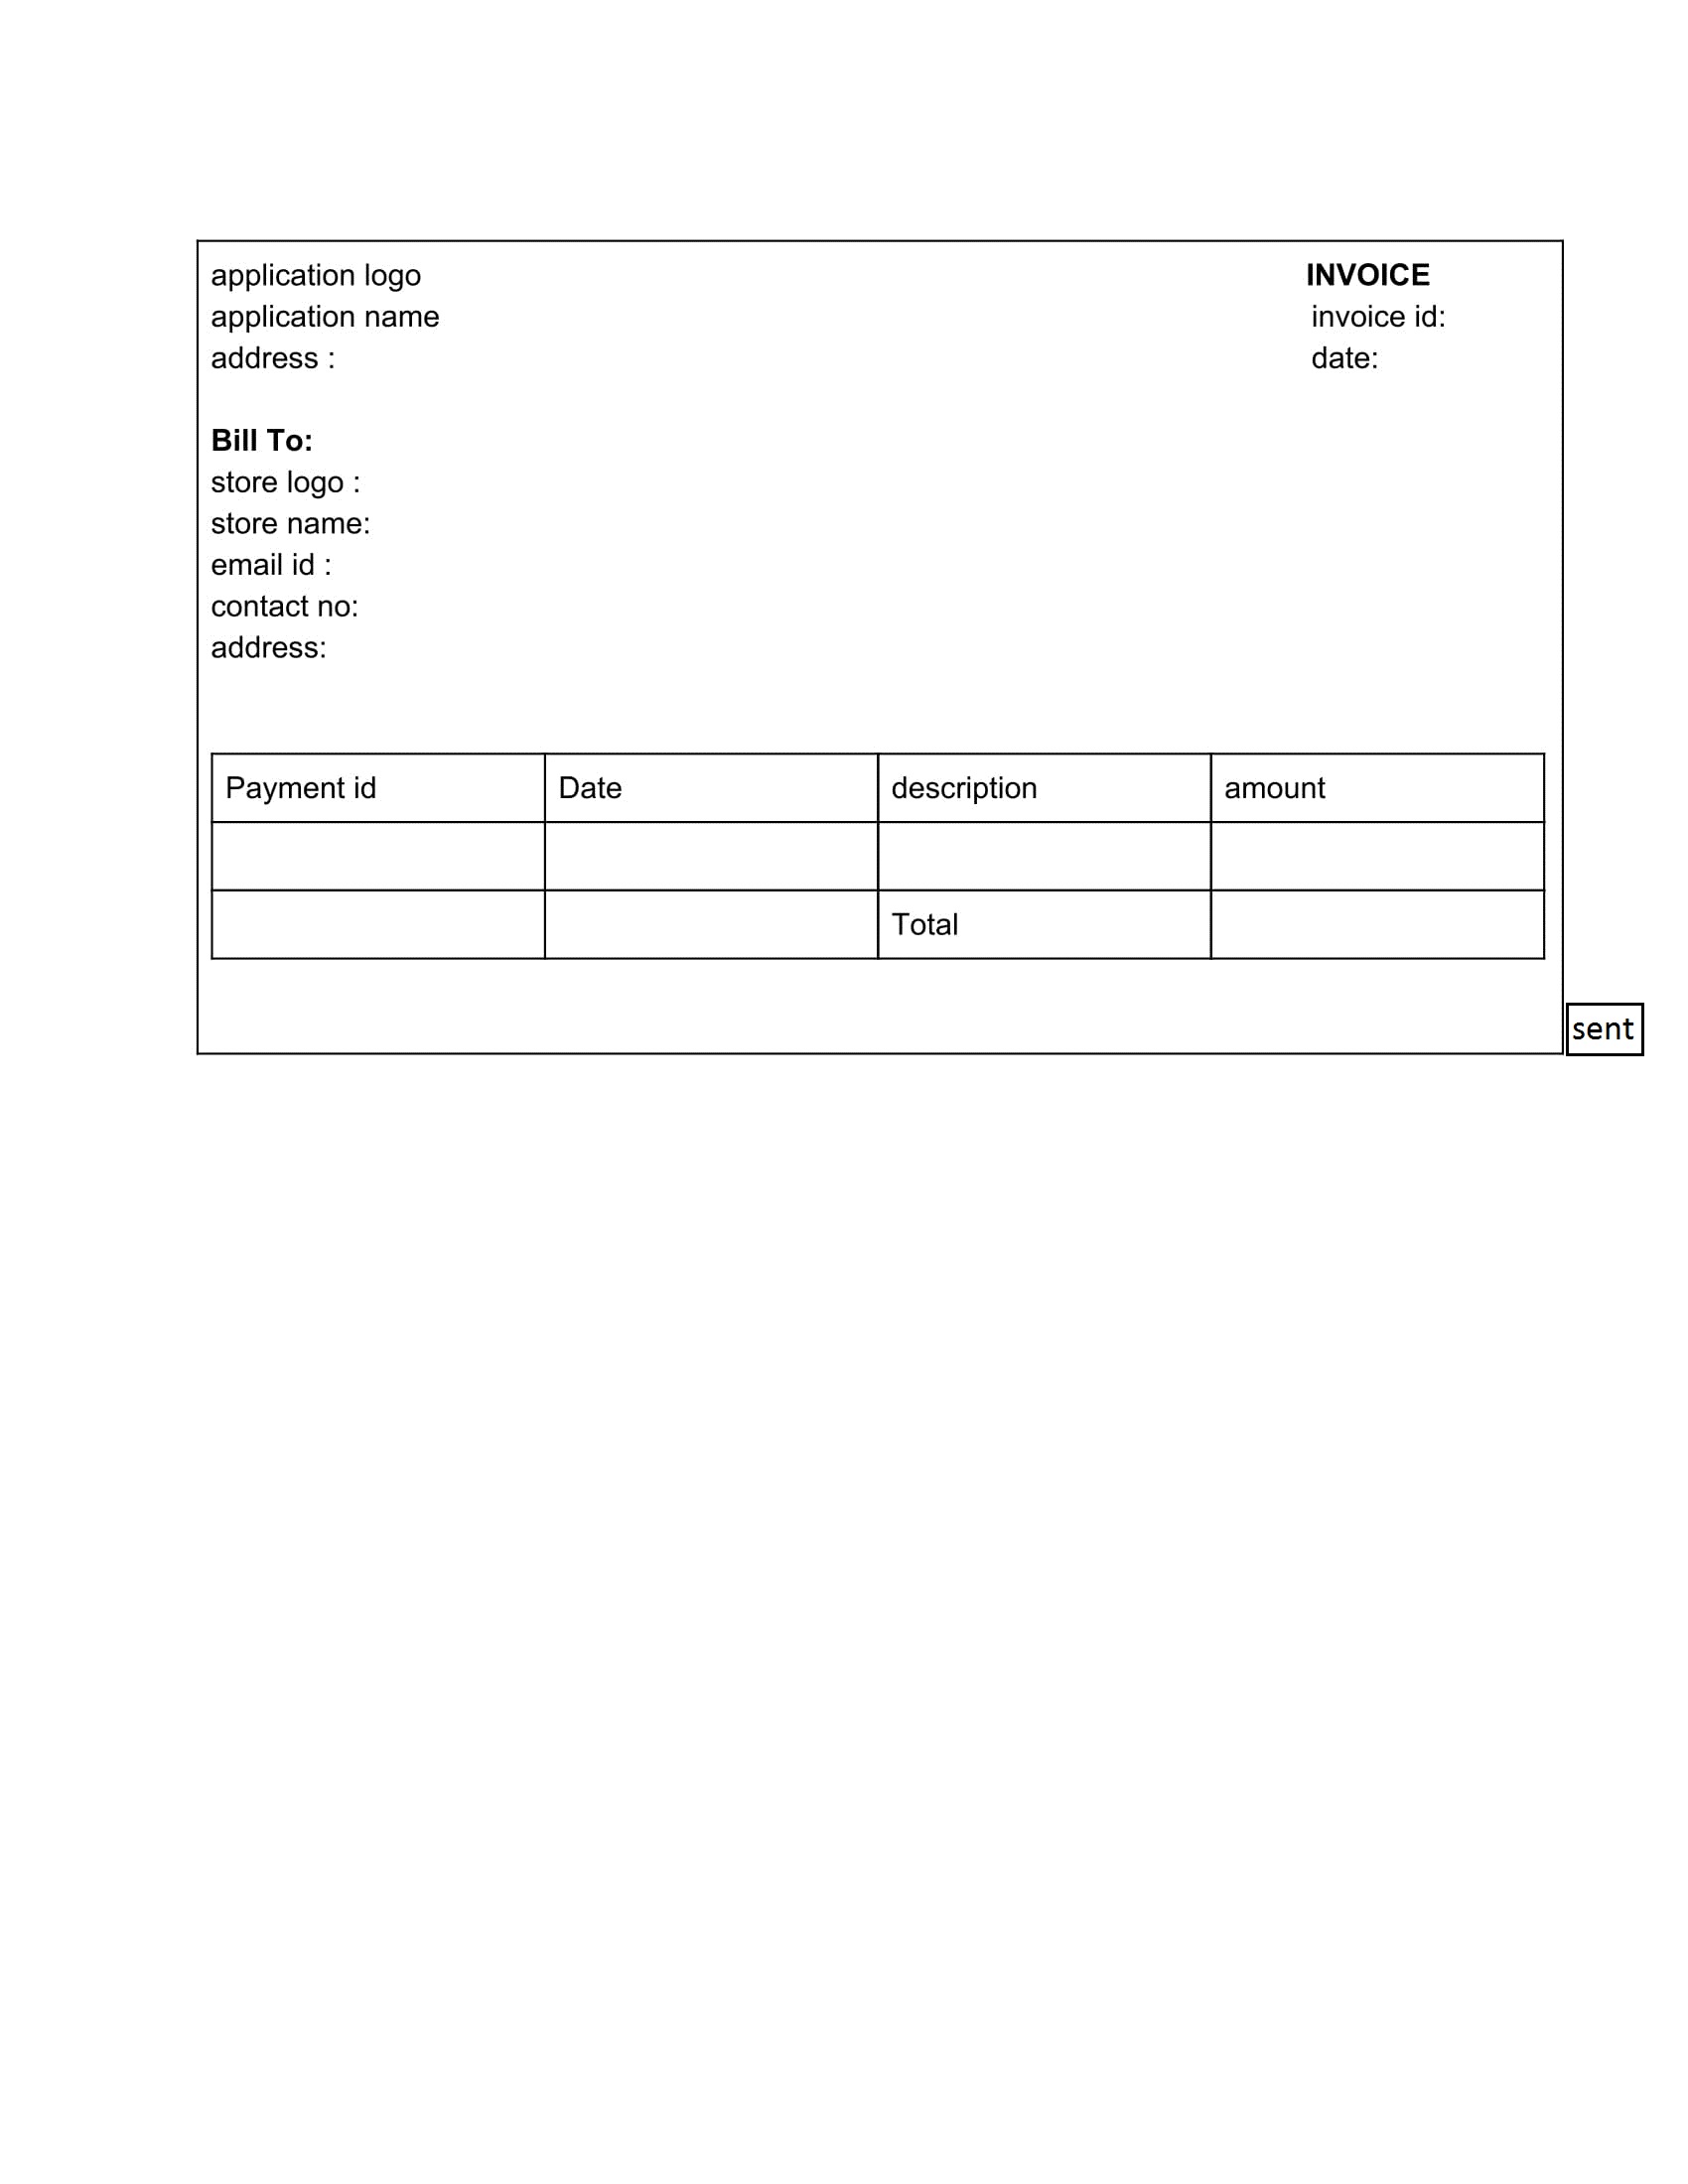 application logo INVOICE
application name invoice id:
address : date:
Bill To:
store logo :
store name:
email id :
contact no:
address:
Payment id Date description amount
Total
sent